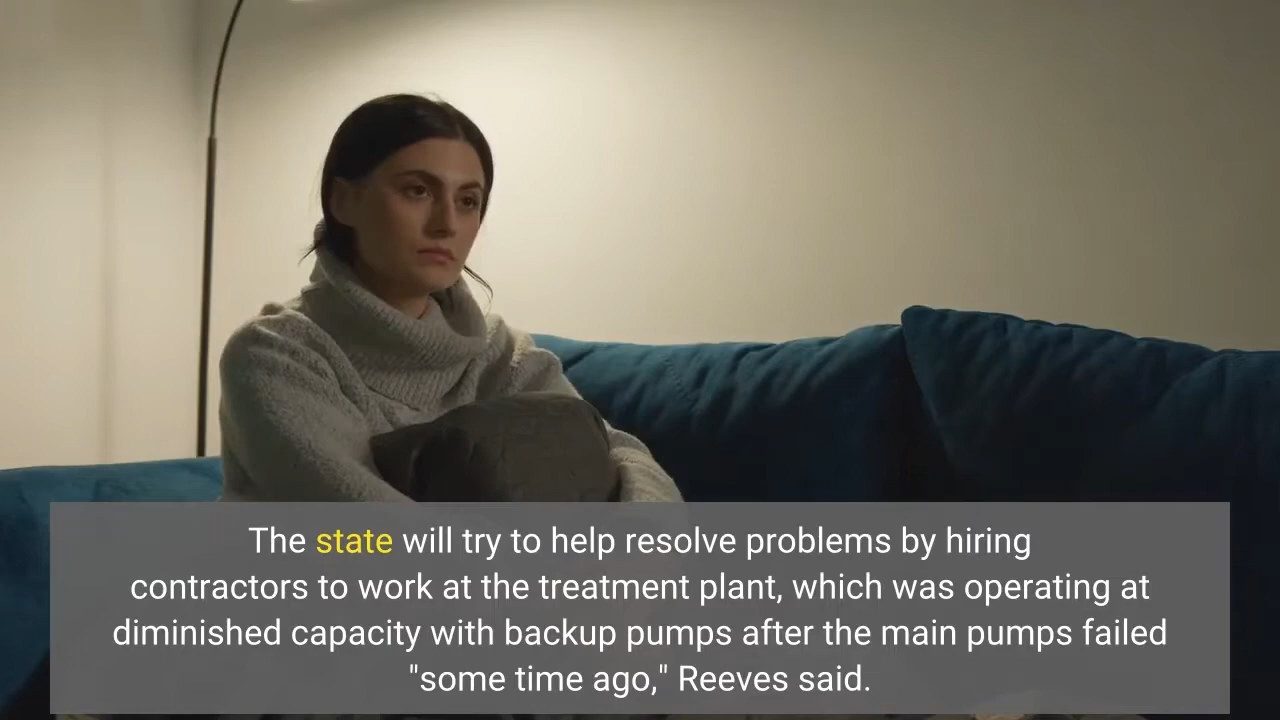 The state will try to help resolve problems by hiring
contractors to work at the treatment plant, which was operating at
diminished capacity with backup pumps after the main pumps failed
"some time ago," Reeves said.